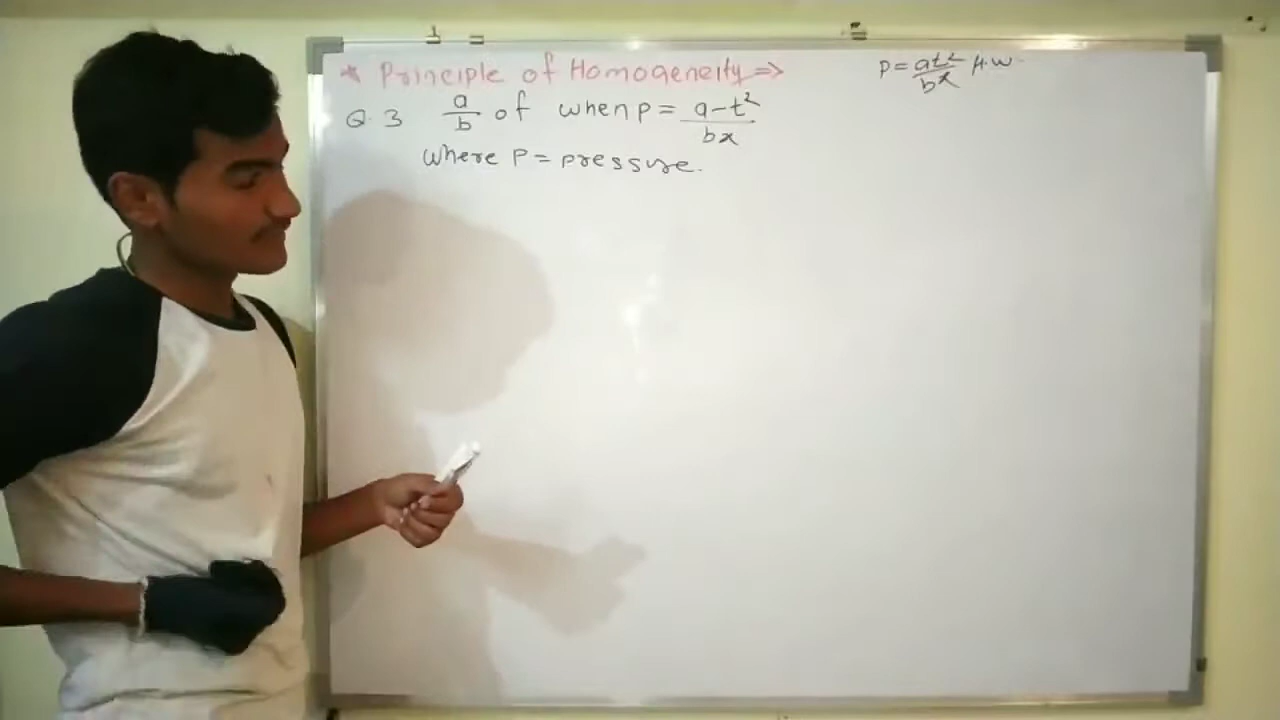 * Principle of Homogeneity ⇒
P = at²/bx H.W.
Q. 3 a/b of when P = a-t²/bx
where P = pressure.